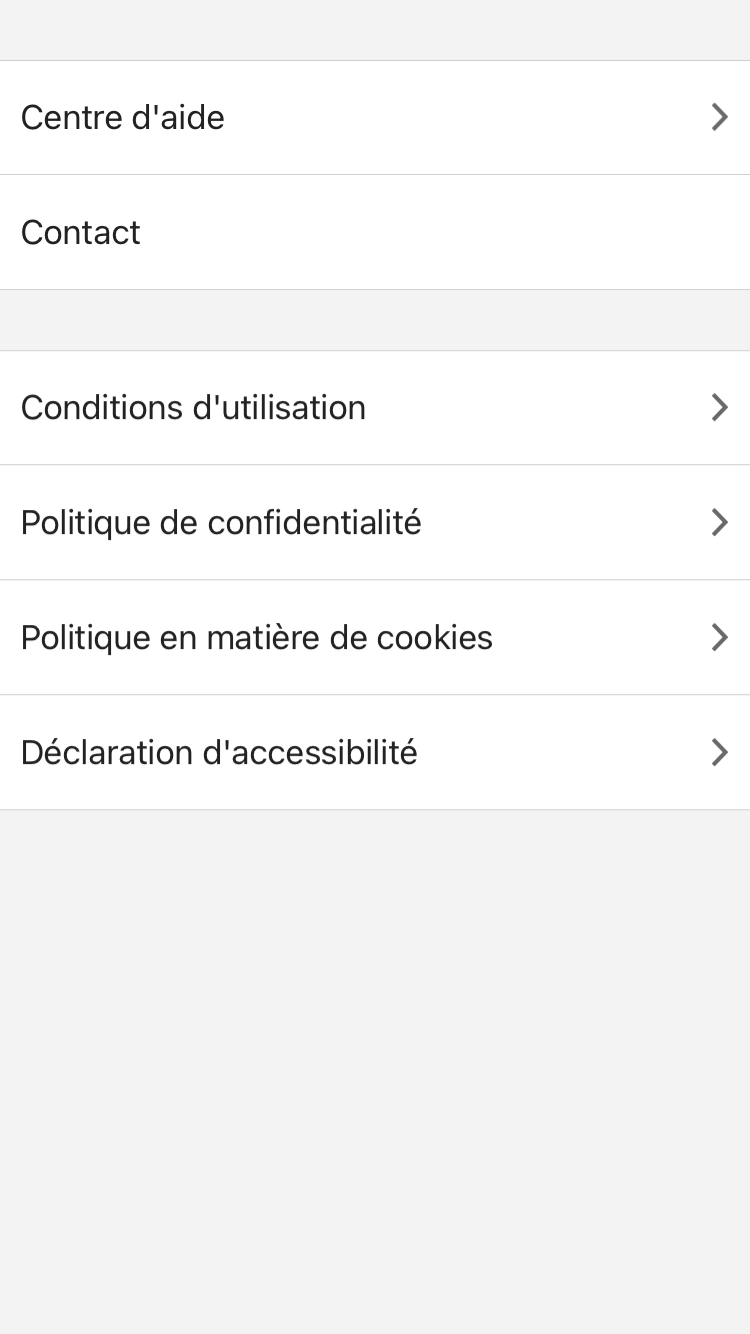 Centre d'aide
Contact
Conditions d'utilisation
Politique de confidentialité
Politique en matière de cookies
Déclaration d'accessibilité